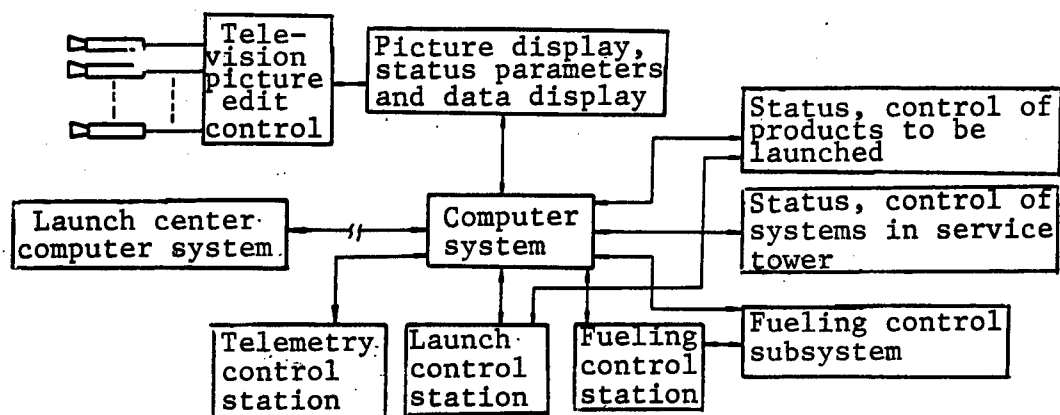 Tele-
vision
picture
edit
control
Picture display,
status parameters
and data display
Status, control of
products to be
launched
Launch center
computer system
Computer
system
Status, control of
systems in service
tower
Telemetry
control
station
Launch
control
station
Fueling
control
station
Fueling control
subsystem